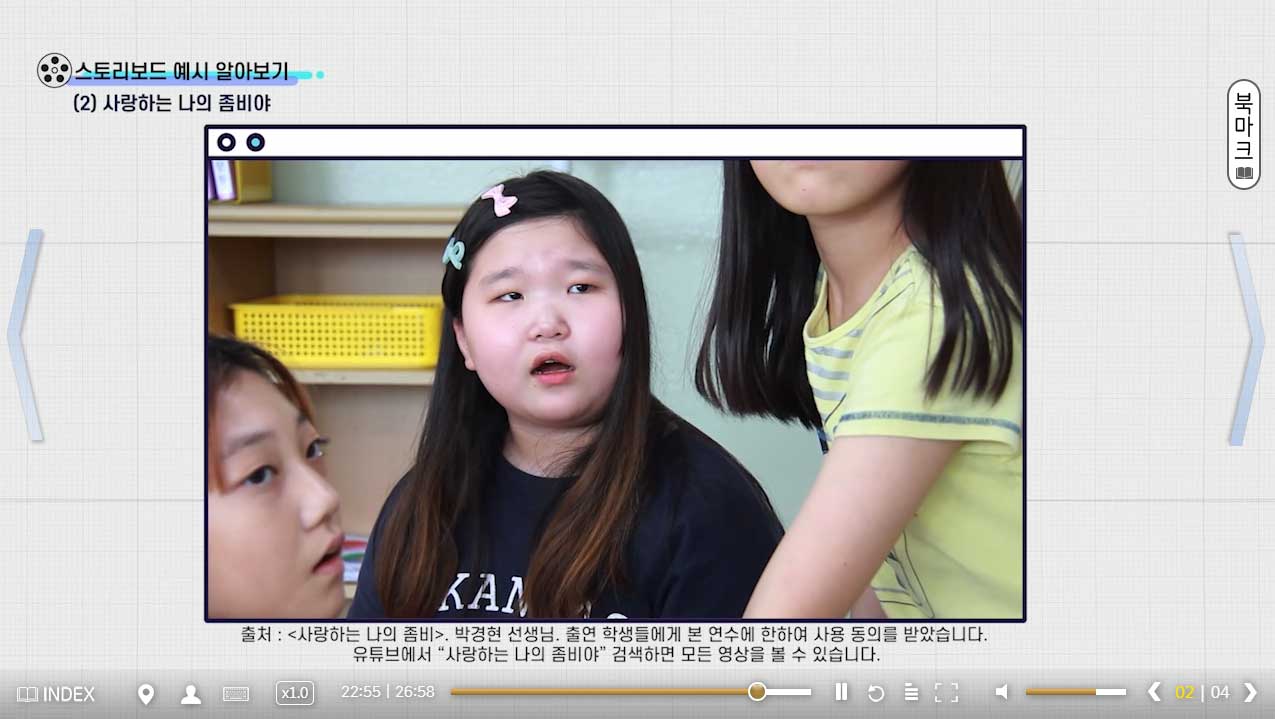 스토리보드 예시 알아보기
(2) 사랑하는 나의 좀비야
북마크
KAN
출처 : <사랑하는 나의 좀비>. 박경현 선생님. 출연 학생들에게 본 연수에 한하여 사용 동의를 받았습니다.
유튜브에서 “사랑하는 나의 좀비야” 검색하면 모든 영상을 볼 수 있습니다.
INDEX
x1.0
22:55 | 26:58
02 | 04